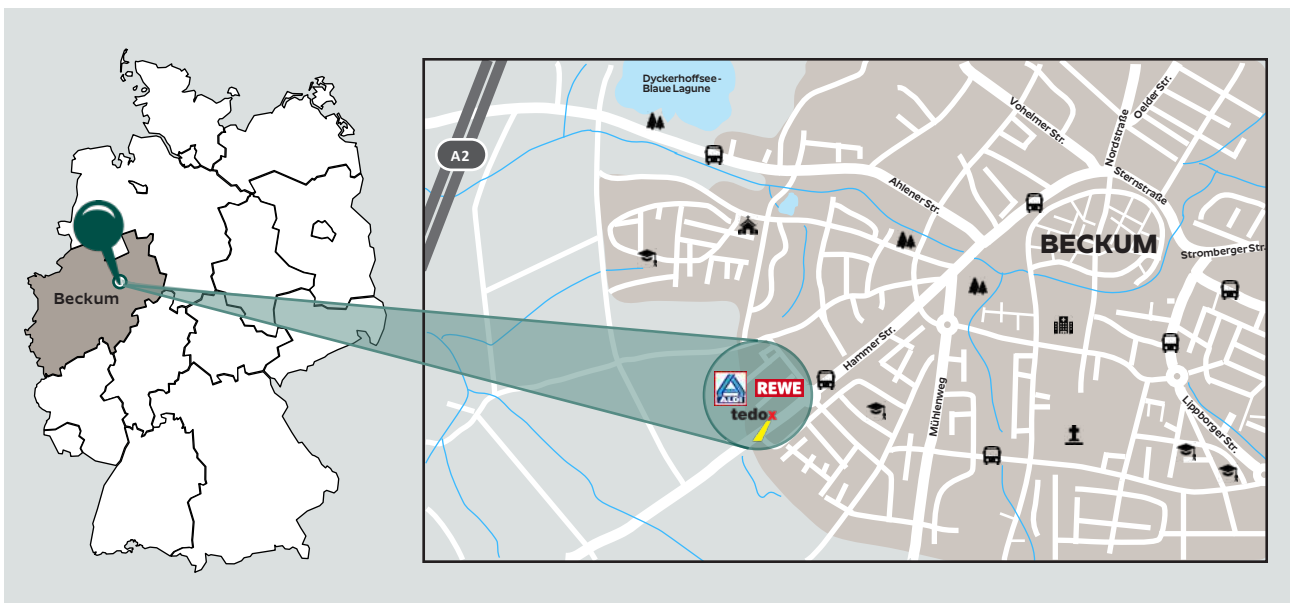 Beckum
Dyckerhoffsee-
Blaue Lagune
A2
Vohelmer Str.
Nordstraße
Oelder Str.
Sternstraße
Ahlener Str.
BECKUM
Stromberger Str.
Hammer Str.
ALDI
REWE
tedox
Mühlenweg
Lippborger Str.